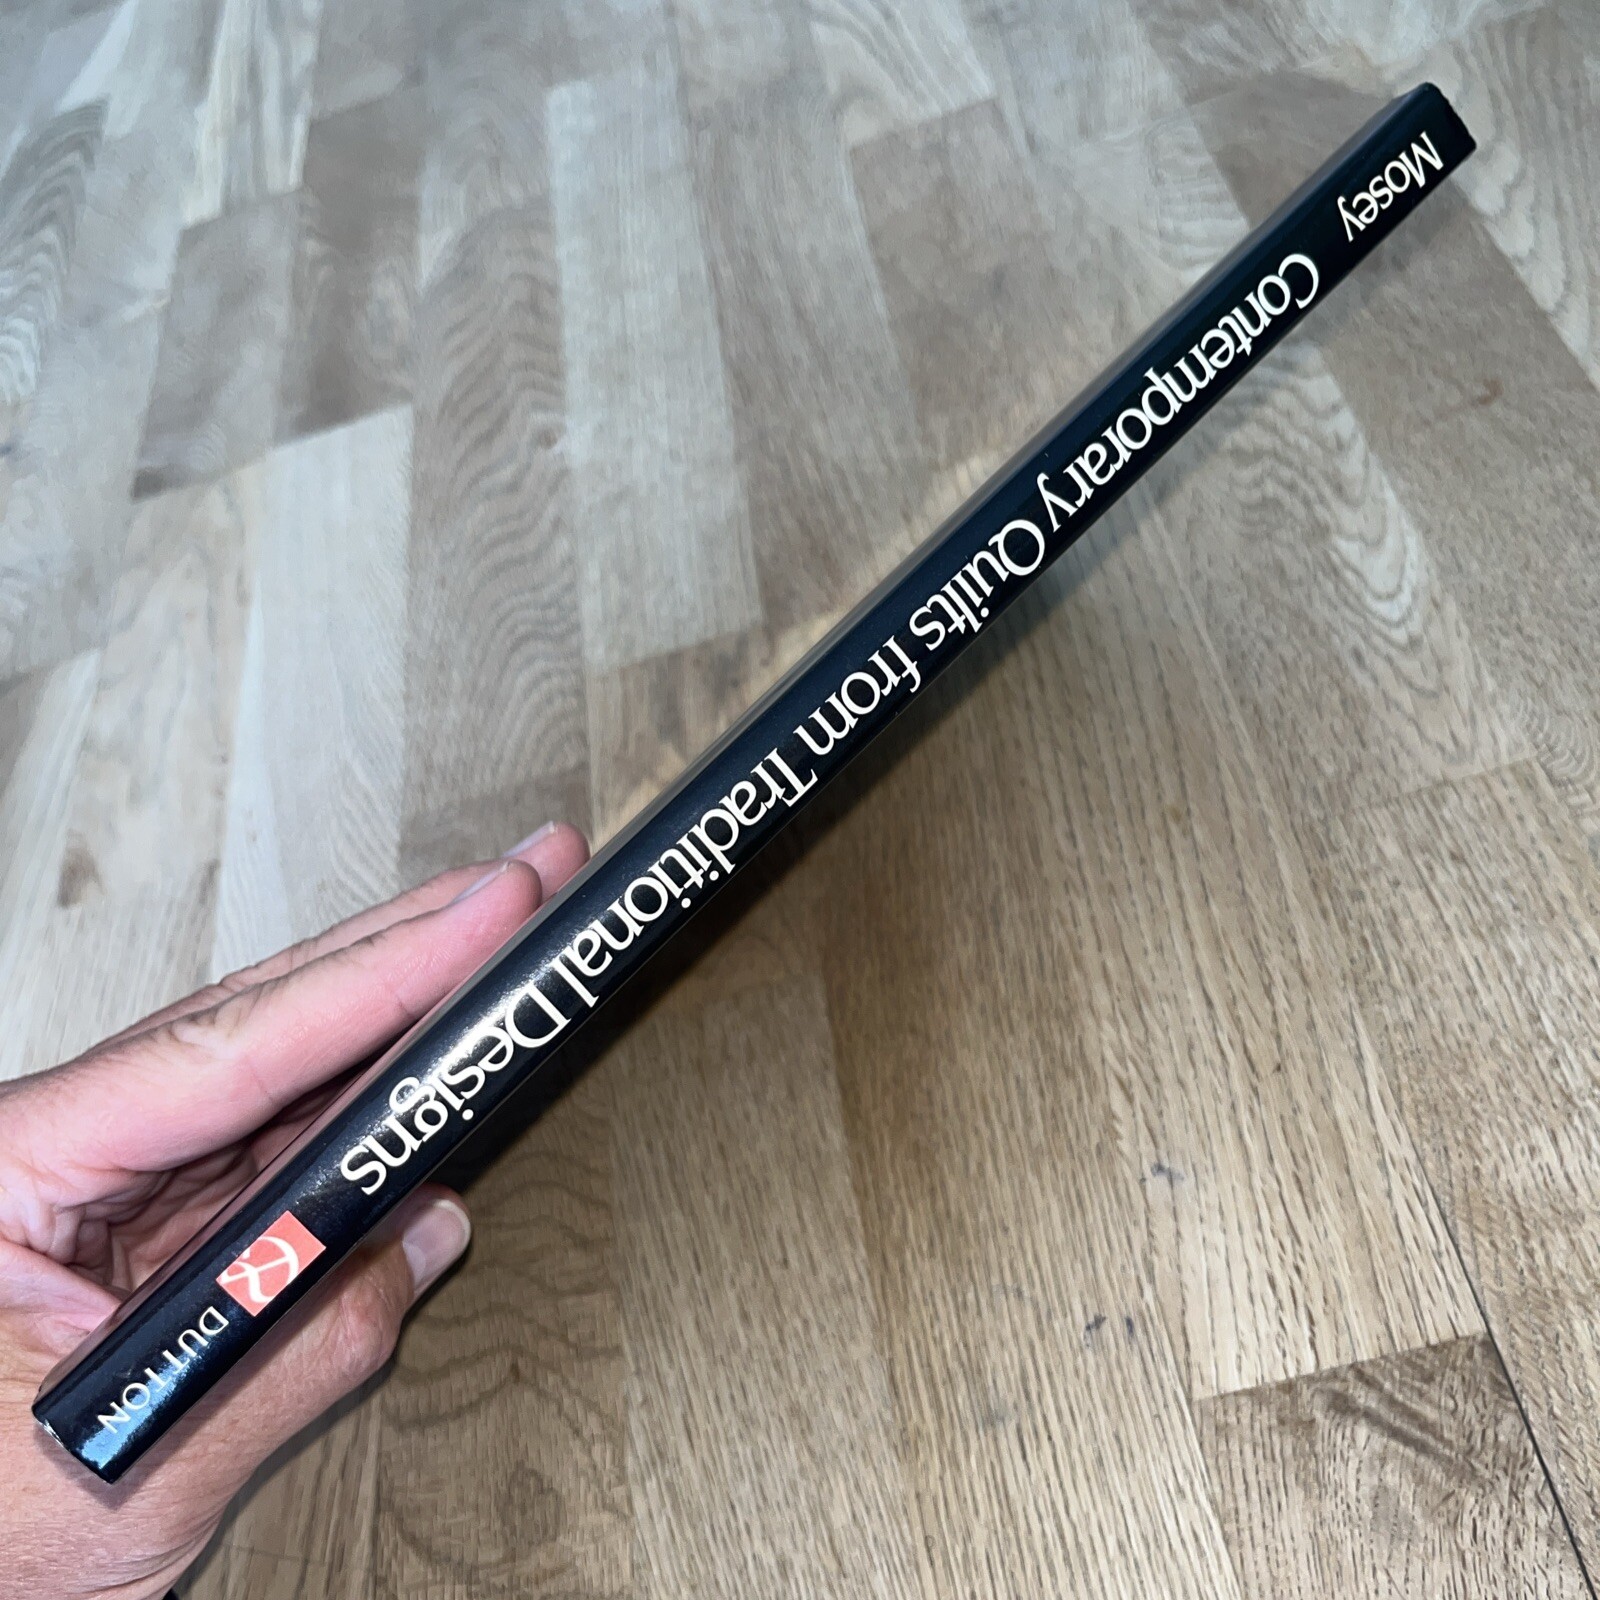 Mosey Contemporary Quilts from Traditional Designs
DUTTON